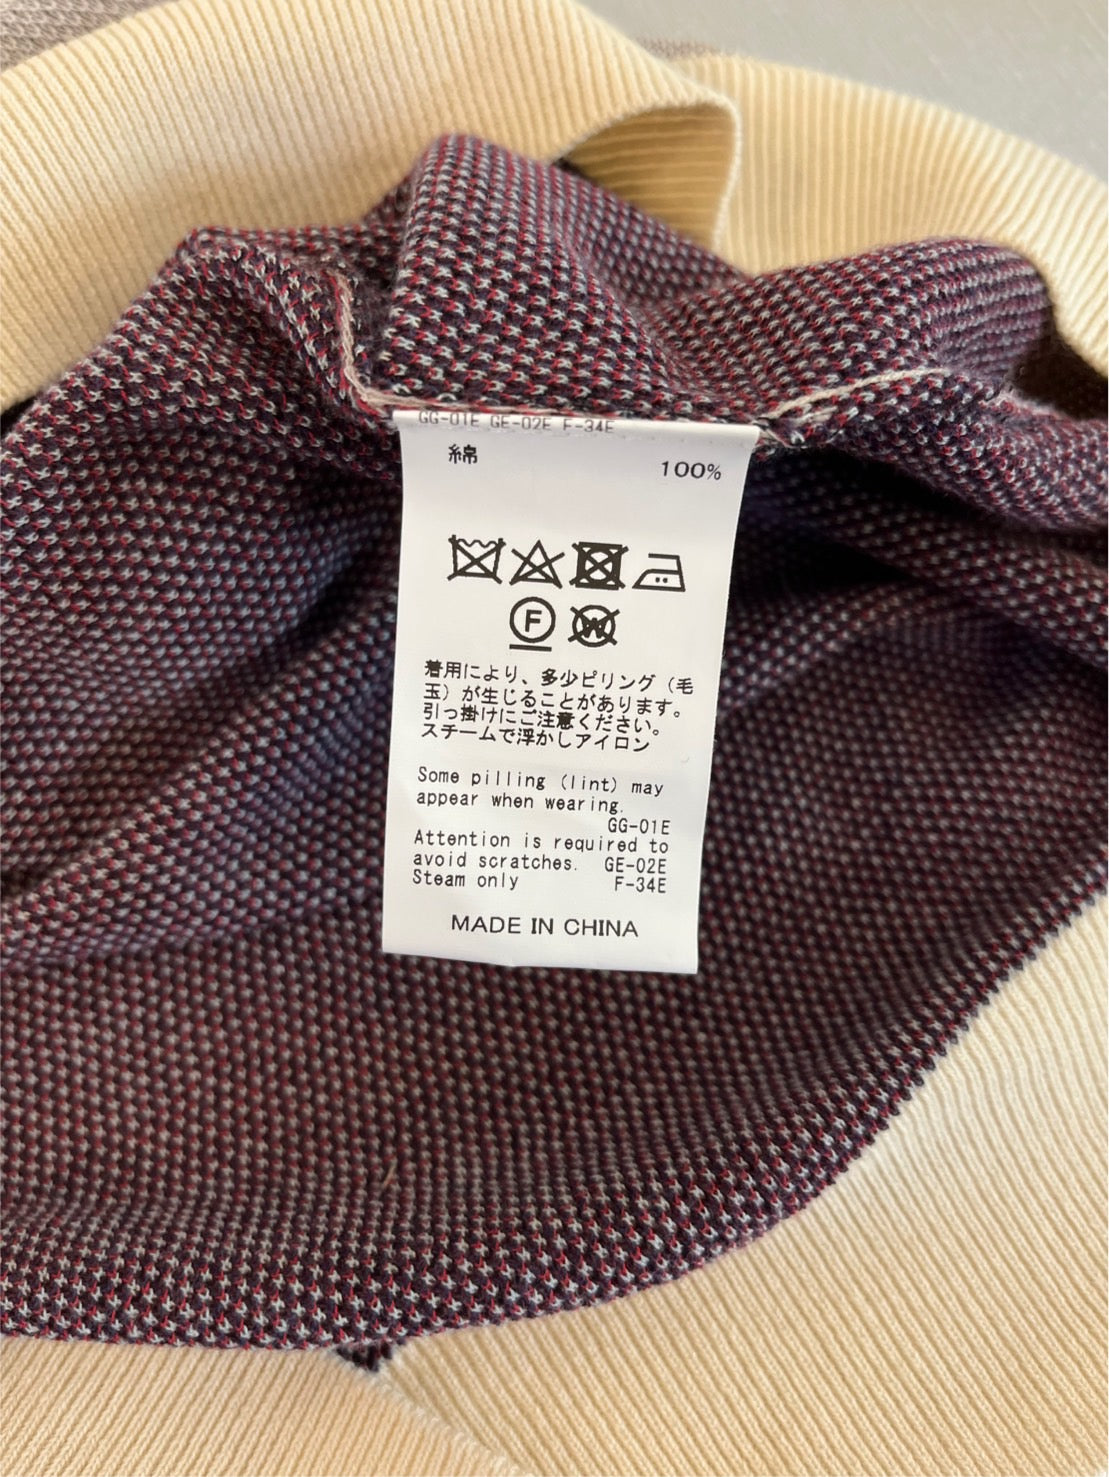 GG-01E GE-02E F-34E
綿 100%
F W
着用により、多少ピリング（毛
玉）が生じることがあります。
引っ掛けにご注意ください。
スチームで浮かしアイロン
Some pilling (lint) may
appear when wearing.
GG-01E
Attention is required to
avoid scratches. GE-02E
Steam only F-34E
MADE IN CHINA